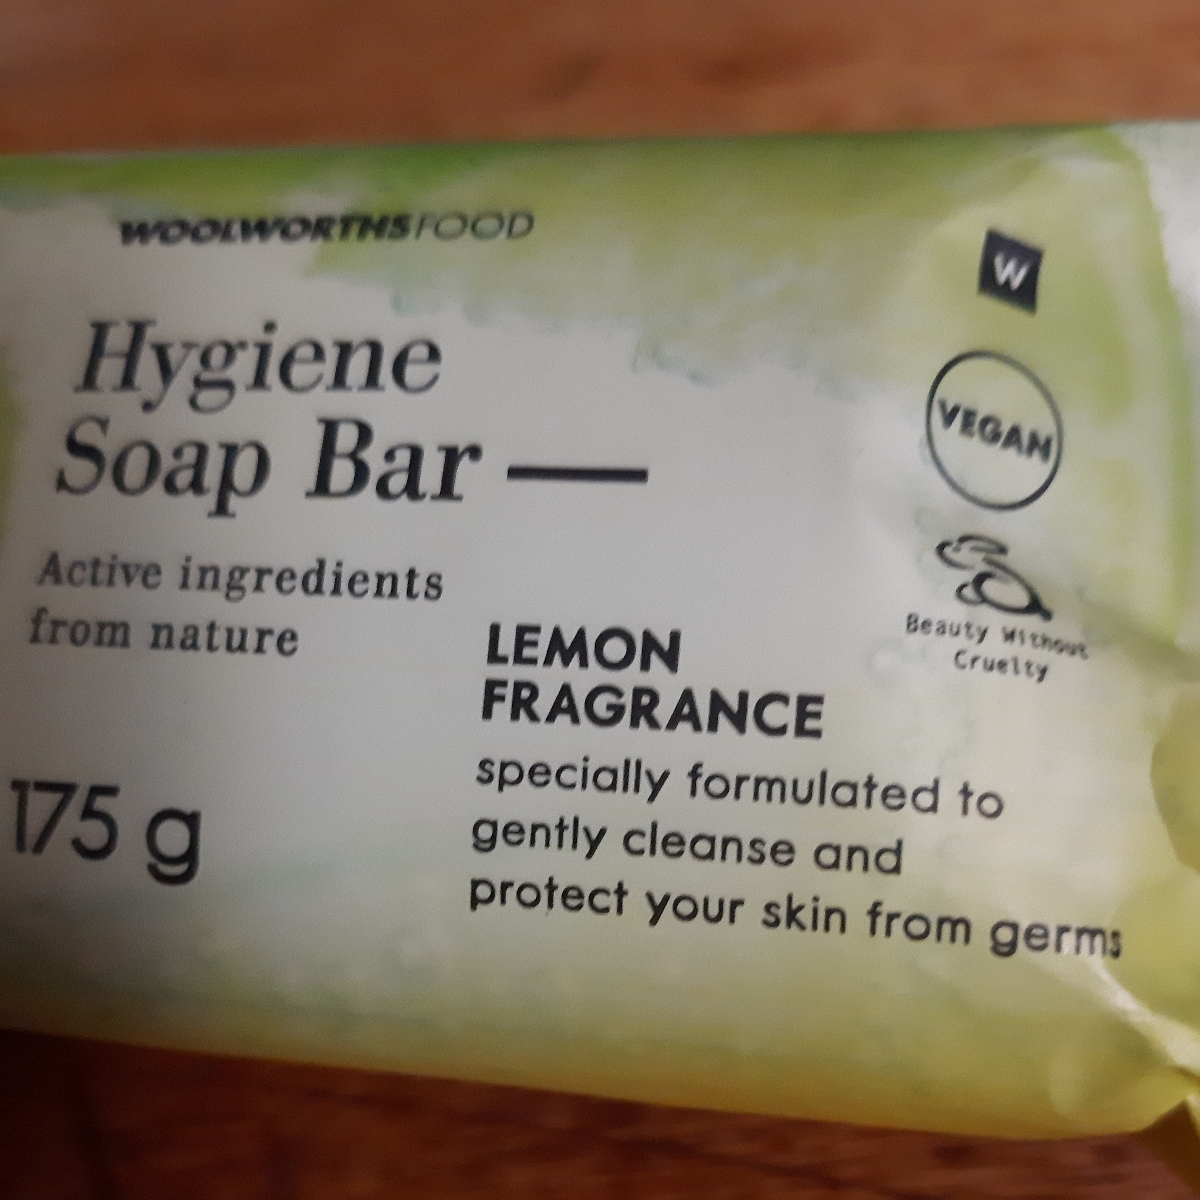 WOOLWORTHSFOOD
W
Hygiene
Soap Bar —
VEGAN
Active ingredients
from nature
Beauty Without
Cruelty
LEMON
FRAGRANCE
specially formulated to
gently cleanse and
protect your skin from germs
175 g